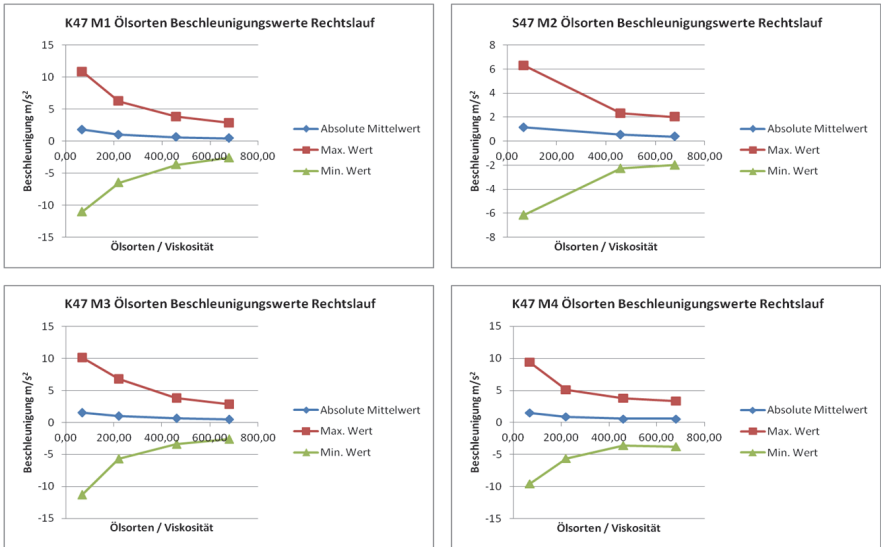 K47 M1 Ölsorten Beschleunigungswerte Rechtslauf
15
10
5
0
-5
-10
-15
0,00 200,00 400,00 600,00 800,00
Beschleunigung m/s²
Ölsorten / Viskosität
Absolute Mittelwert
Max. Wert
Min. Wert
S47 M2 Ölsorten Beschleunigungswerte Rechtslauf
8
6
4
2
0
-2
-4
-6
-8
0,00 200,00 400,00 600,00 800,00
Beschleunigung m/s²
Ölsorten / Viskosität
Absolute Mittelwert
Max. Wert
Min. Wert
K47 M3 Ölsorten Beschleunigungswerte Rechtslauf
15
10
5
0
-5
-10
-15
0,00 200,00 400,00 600,00 800,00
Beschleunigung m/s²
Ölsorten / Viskosität
Absolute Mittelwert
Max. Wert
Min. Wert
K47 M4 Ölsorten Beschleunigungswerte Rechtslauf
15
10
5
0
-5
-10
-15
0,00 200,00 400,00 600,00 800,00
Beschleunigung m/s²
Ölsorten / Viskosität
Absolute Mittelwert
Max. Wert
Min. Wert